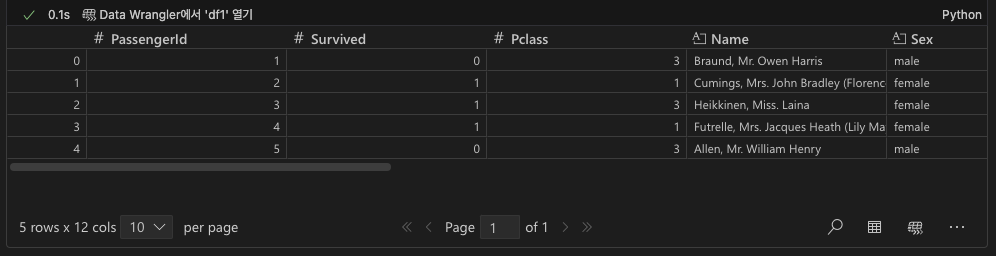 0.1s Data Wrangler에서 'df1' 열기 Python
# PassengerId # Survived # Pclass Name Sex
0 1 0 3 Braund, Mr. Owen Harris male
1 2 1 1 Cumings, Mrs. John Bradley (Florenc female
2 3 1 3 Heikkinen, Miss. Laina female
3 4 1 1 Futrelle, Mrs. Jacques Heath (Lily Ma female
4 5 0 3 Allen, Mr. William Henry male
5 rows x 12 cols 10 per page Page 1 of 1